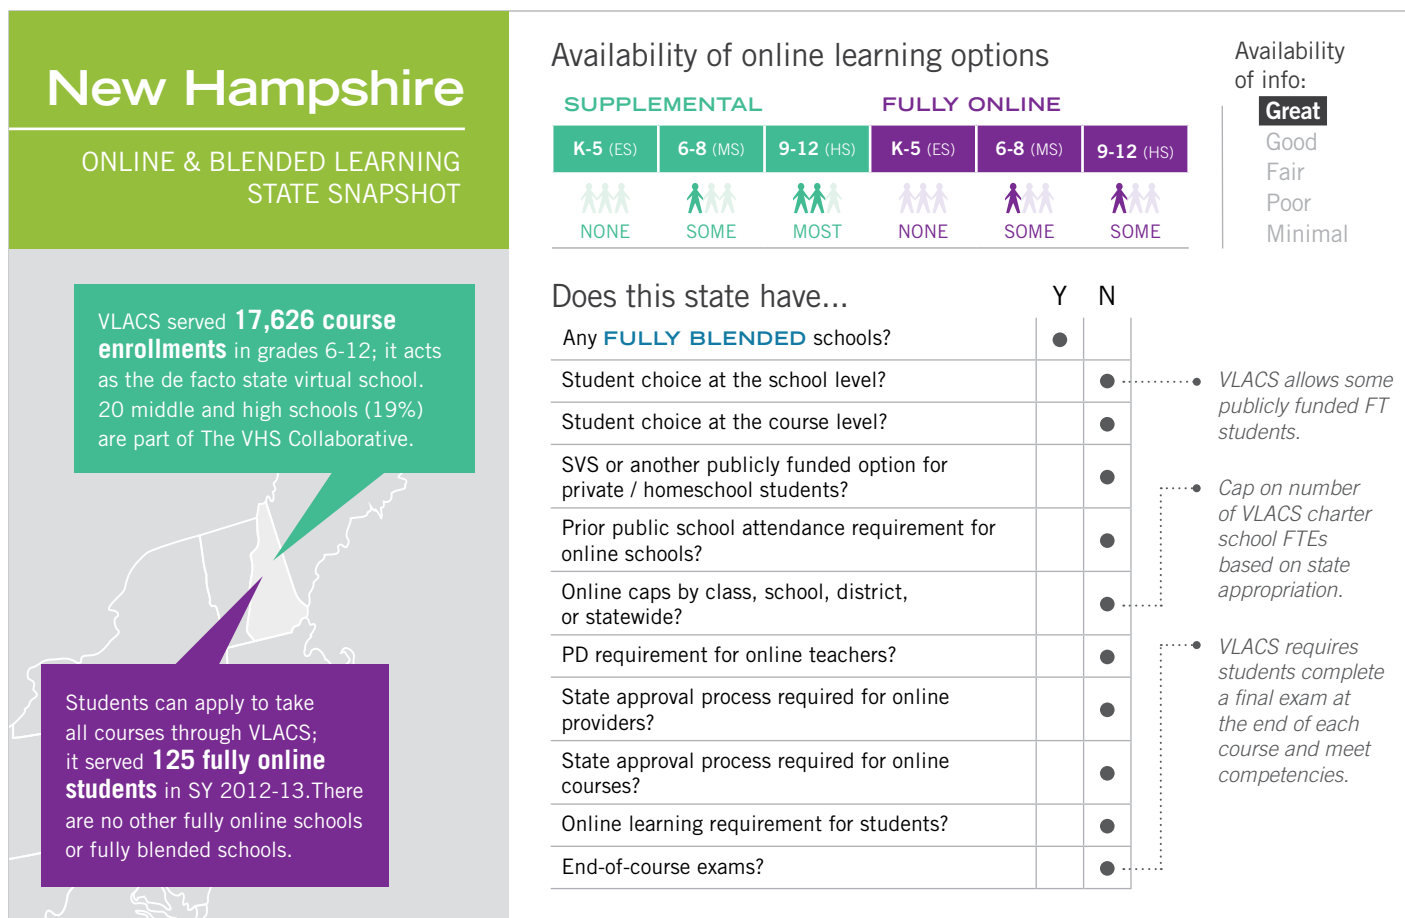 New Hampshire
ONLINE & BLENDED LEARNING
STATE SNAPSHOT
VLACS served 17,626 course
enrollments in grades 6-12; it acts
as the de facto state virtual school.
20 middle and high schools (19%)
are part of The VHS Collaborative.
Students can apply to take
all courses through VLACS;
it served 125 fully online
students in SY 2012-13.There
are no other fully online schools
or fully blended schools.
Availability of online learning options
SUPPLEMENTAL FULLY ONLINE
K-5 (ES) 6-8 (MS) 9-12 (HS) K-5 (ES) 6-8 (MS) 9-12 (HS)
NONE SOME MOST NONE SOME SOME
Availability
of info:
Great
Good
Fair
Poor
Minimal
Does this state have... Y N
Any FULLY BLENDED schools?
Student choice at the school level?
Student choice at the course level?
SVS or another publicly funded option for
private / homeschool students?
Prior public school attendance requirement for
online schools?
Online caps by class, school, district,
or statewide?
PD requirement for online teachers?
State approval process required for online
providers?
State approval process required for online
courses?
Online learning requirement for students?
End-of-course exams?
VLACS allows some
publicly funded FT
students.
Cap on number
of VLACS charter
school FTEs
based on state
appropriation.
VLACS requires
students complete
a final exam at
the end of each
course and meet
competencies.